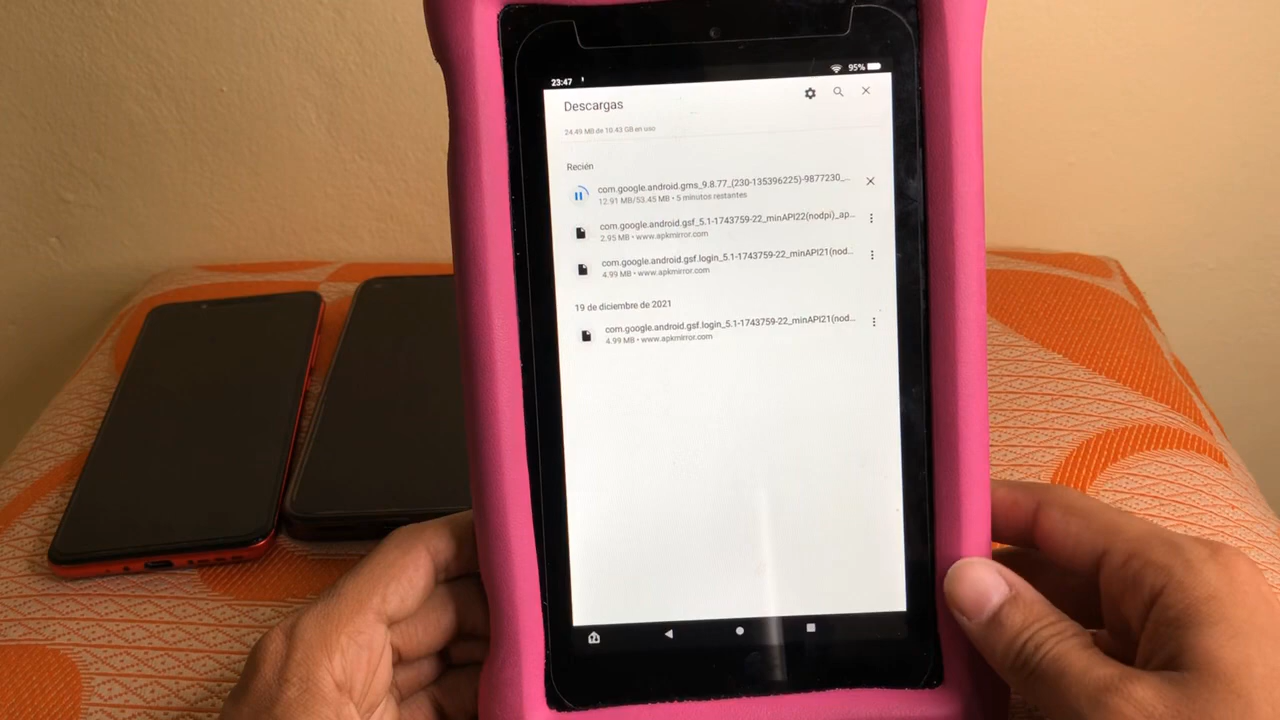 23:47
95%
Descargas
24.49 MB de 10.43 GB en uso
Recién
com.google.android.gms_9.8.77_(230-135396225)-9877230_...
12.91 MB/53.45 MB • 5 minutos restantes
com.google.android.gsf_5.1-1743759-22_minAPI22(nodpi)_ap...
2.95 MB • www.apkmirror.com
com.google.android.gsf.login_5.1-1743759-22_minAPI21(nod...
4.99 MB • www.apkmirror.com
19 de diciembre de 2021
com.google.android.gsf.login_5.1-1743759-22_minAPI21(nod...
4.99 MB • www.apkmirror.com